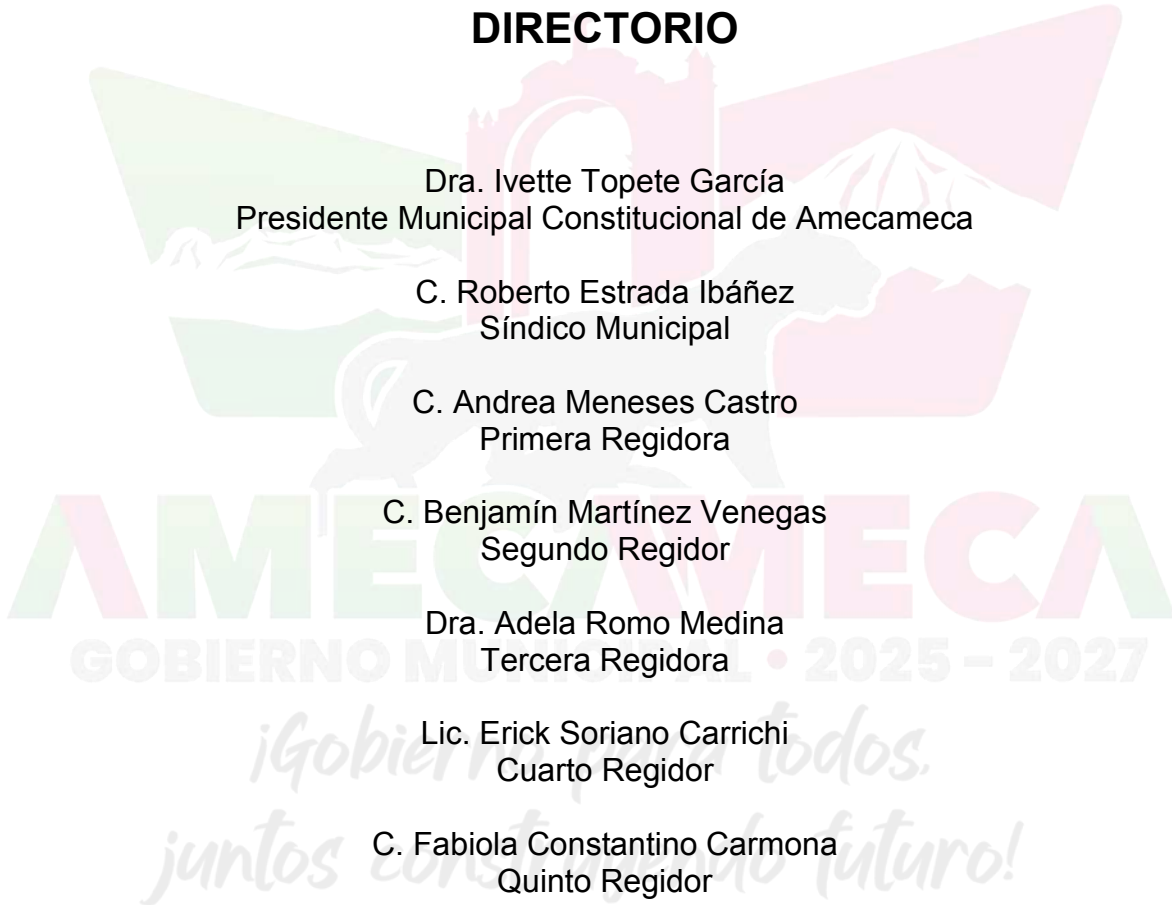 DIRECTORIO
Dra. Ivette Topete García
Presidente Municipal Constitucional de Amecameca
C. Roberto Estrada Ibáñez
Síndico Municipal
C. Andrea Meneses Castro
Primera Regidora
C. Benjamín Martínez Venegas
Segundo Regidor
AMECAMECA
Dra. Adela Romo Medina
Tercera Regidora
GOBIERNO MUNICIPAL • 2025 - 2027
Lic. Erick Soriano Carrichi
Cuarto Regidor
¡Gobierno para todos,
C. Fabiola Constantino Carmona
Quinto Regidor
juntos construyendo futuro!